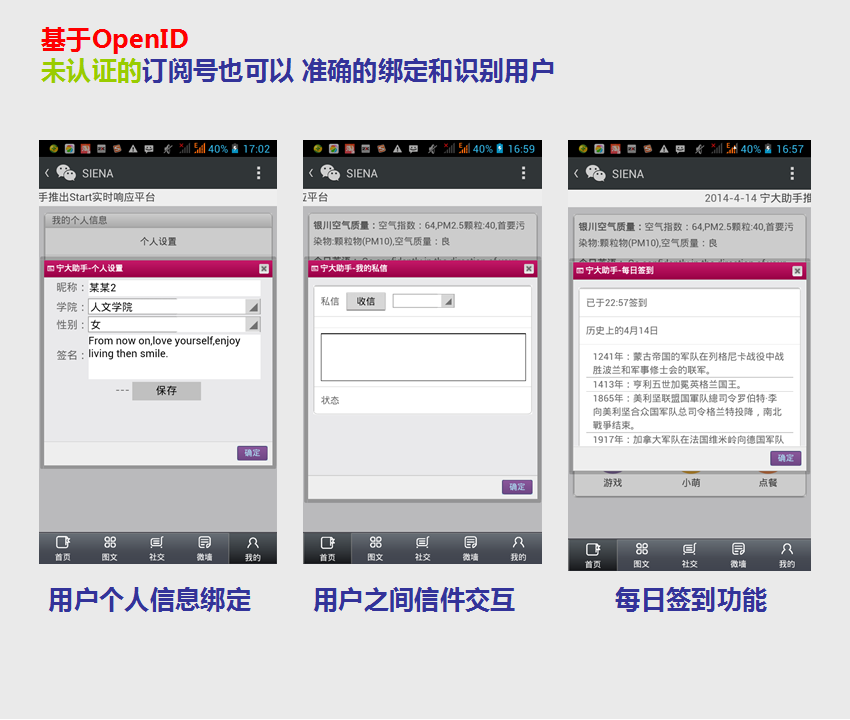 基于OpenID
未认证的订阅号也可以 准确的绑定和识别用户
40% 17:02
SIENA
手推出Start实时响应平台
我的个人信息
个人设置
宁大助手-个人设置
昵称：某某2
学院：人文学院
性别：女
签名：From now on,love yourself,enjoy
living then smile.
--- 保存
确定
首页 图文 社交 微墙 我的
用户个人信息绑定
40% 16:59
SIENA
平台
银川空气质量：空气指数：64,PM2.5颗粒:40,首要污
染物:颗粒物(PM10),空气质量：良
宁大助手-我的私信
私信 收信
状态
确定
首页 图文 社交 微墙 我的
用户之间信件交互
40% 16:57
SIENA
2014-4-14 宁大助手推
银川空气质量：空气指数：64,PM2.5颗粒:40,首要污
染物:颗粒物(PM10),空气质量：良
宁大助手-每日签到
已于22:57签到
历史上的4月14日
1241年：蒙古帝国的军队在列格尼卡战役中战
胜波兰和军事修士会的联军。
1413年：亨利五世加冕英格兰国王。
1865年：美利坚联盟国軍队總司令罗伯特·李
向美利坚合众国军队总司令格兰特投降，南北
戰爭结束。
1917年：加拿大军队在法国维米岭向德国军队
确定
游戏 小萌 点餐
首页 图文 社交 微墙 我的
每日签到功能